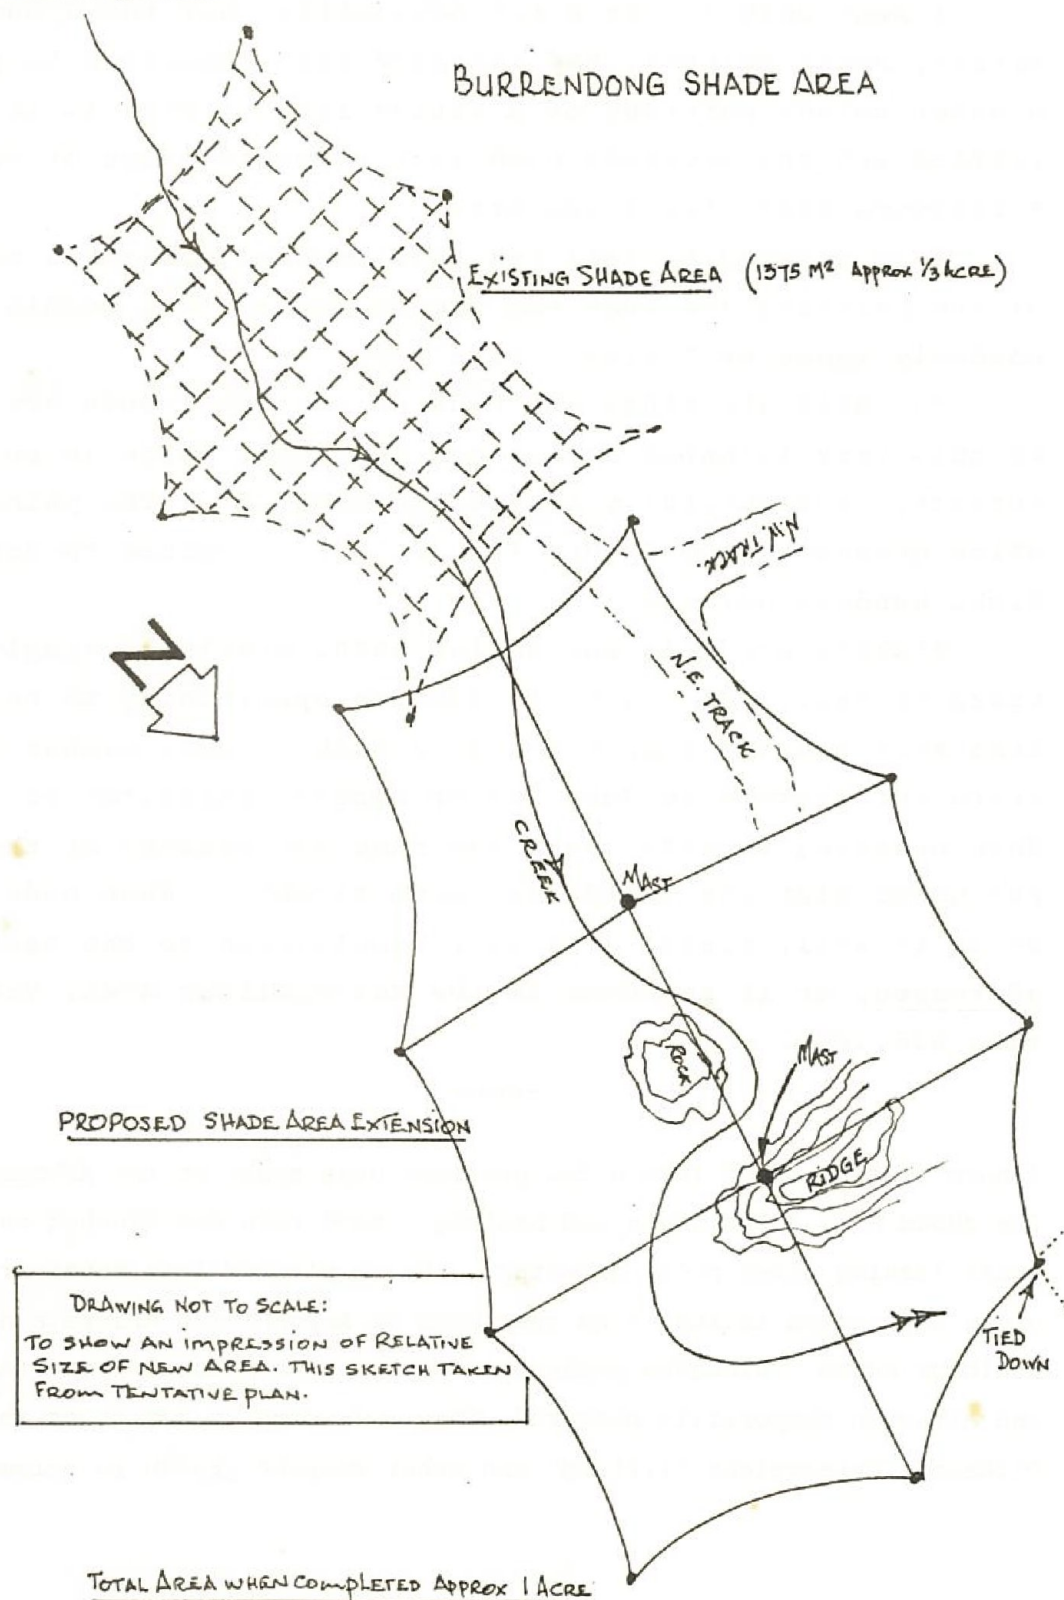 BURRENDONG SHADE AREA
EXISTING SHADE AREA (1375 M² APPROX ⅓ ACRE)
N.W. TRACK.
N.E. TRACK
N
CREEK
MAST
ROCK
MAST
RIDGE
PROPOSED SHADE AREA EXTENSION
DRAWING NOT TO SCALE:
TO SHOW AN IMPRESSION OF RELATIVE
SIZE OF NEW AREA. THIS SKETCH TAKEN
FROM TENTATIVE PLAN.
TIED
DOWN
TOTAL AREA WHEN COMPLETED APPROX 1 ACRE